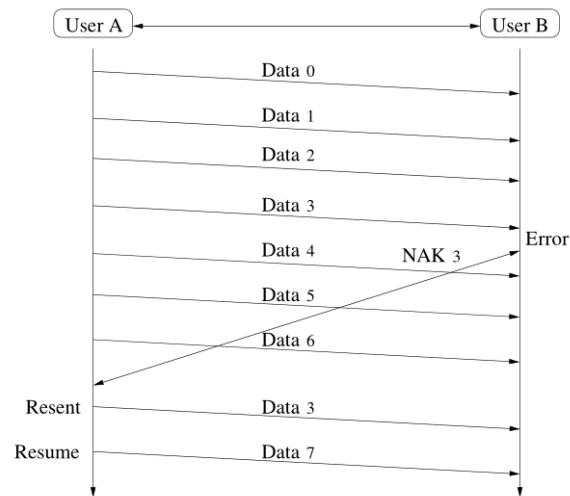 User A
User B
Data 0
Data 1
Data 2
Data 3
Error
Data 4
NAK 3
Data 5
Data 6
Resent
Data 3
Resume
Data 7